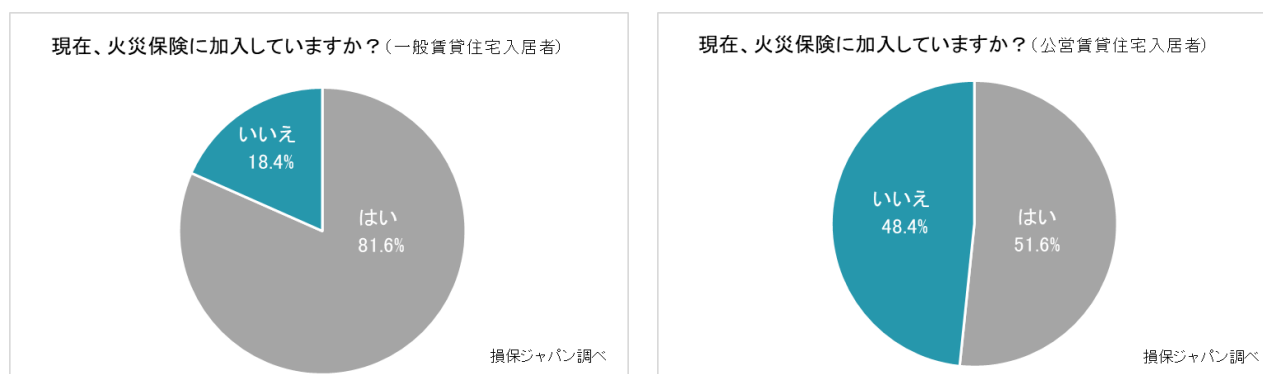 現在、火災保険に加入していますか？(一般賃貸住宅入居者)
いいえ
18.4%
はい
81.6%
損保ジャパン調べ
現在、火災保険に加入していますか？(公営賃貸住宅入居者)
いいえ
48.4%
はい
51.6%
損保ジャパン調べ